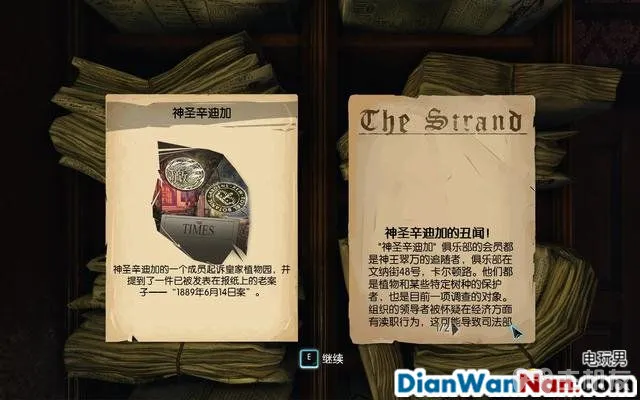 神圣辛迪加
TIMES
神圣辛迪加的一个成员起诉皇家植物园，并
提到了一件已被发表在报纸上的老案
子——“1889年6月14日案”。
The Strand
神圣辛迪加的丑闻！
"神圣辛迪加" 俱乐部的会员都
是神王翠万的追随者，俱乐部在
文纳街48号，卡尔顿路。他们都
是植物和某些特定树种的保护
者，也是目前一项调查的对象。
组织的领导者被怀疑在经济方面
有渎职行为，这可能导致司法部
1/2
E 继续
电玩男
DianWanNan.com